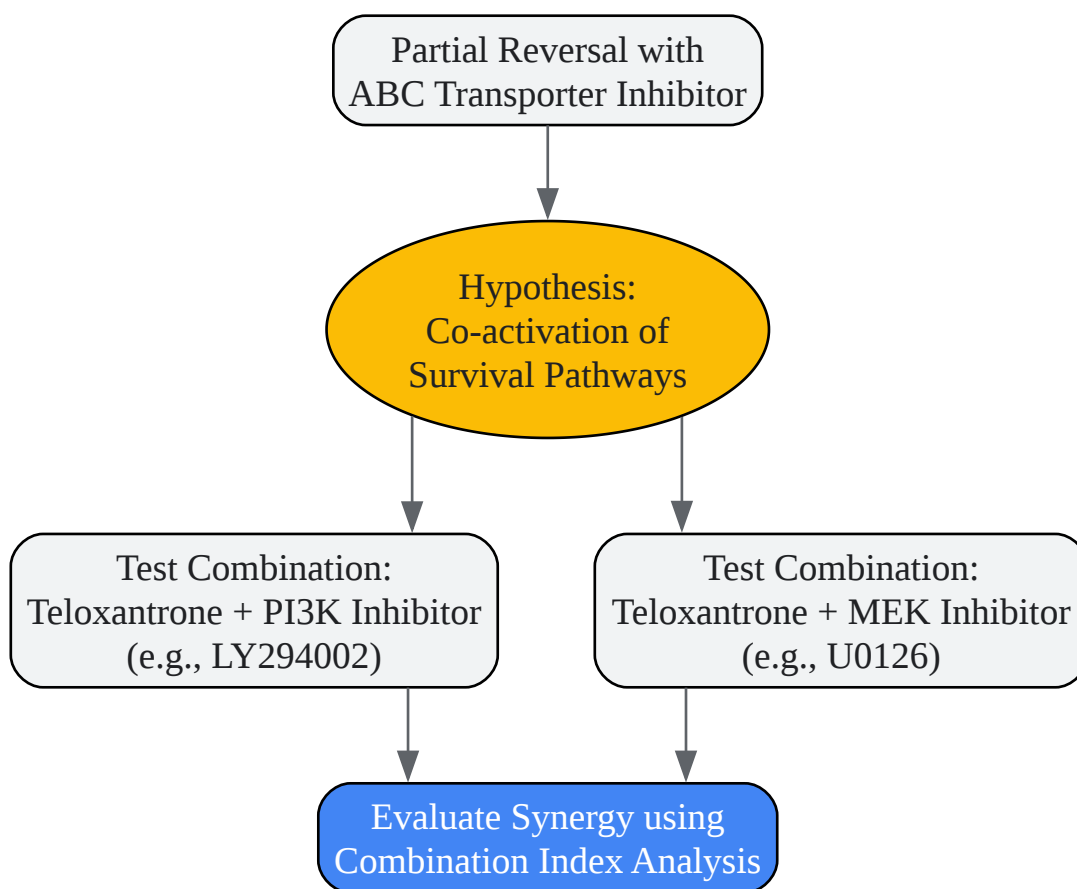 Partial Reversal with
ABC Transporter Inhibitor
Hypothesis:
Co-activation of
Survival Pathways
Test Combination:
Teloxantrone + PI3K Inhibitor
(e.g., LY294002)
Test Combination:
Teloxantrone + MEK Inhibitor
(e.g., U0126)
Evaluate Synergy using
Combination Index Analysis